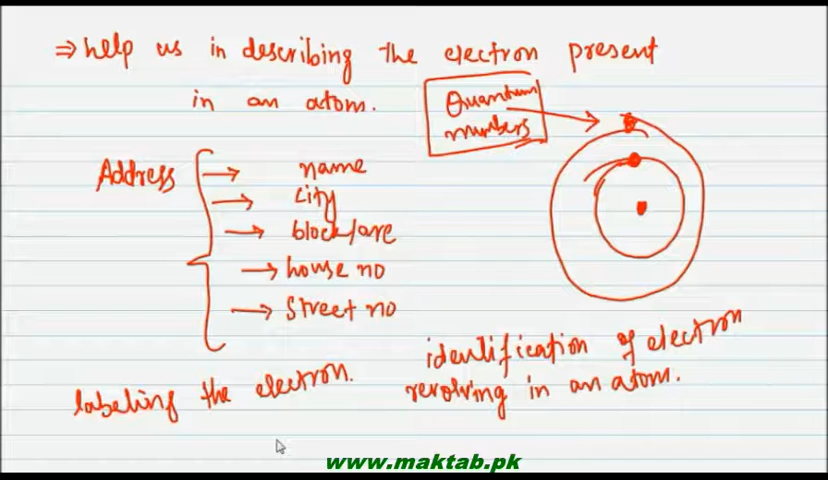 ⇒ help us in describing the electron present
in an atom.
Quantum
numbers
Address → name
→ city
→ block/are
→ house no
→ street no
identification of electron
revolving in an atom.
labeling the electron.
www.maktab.pk